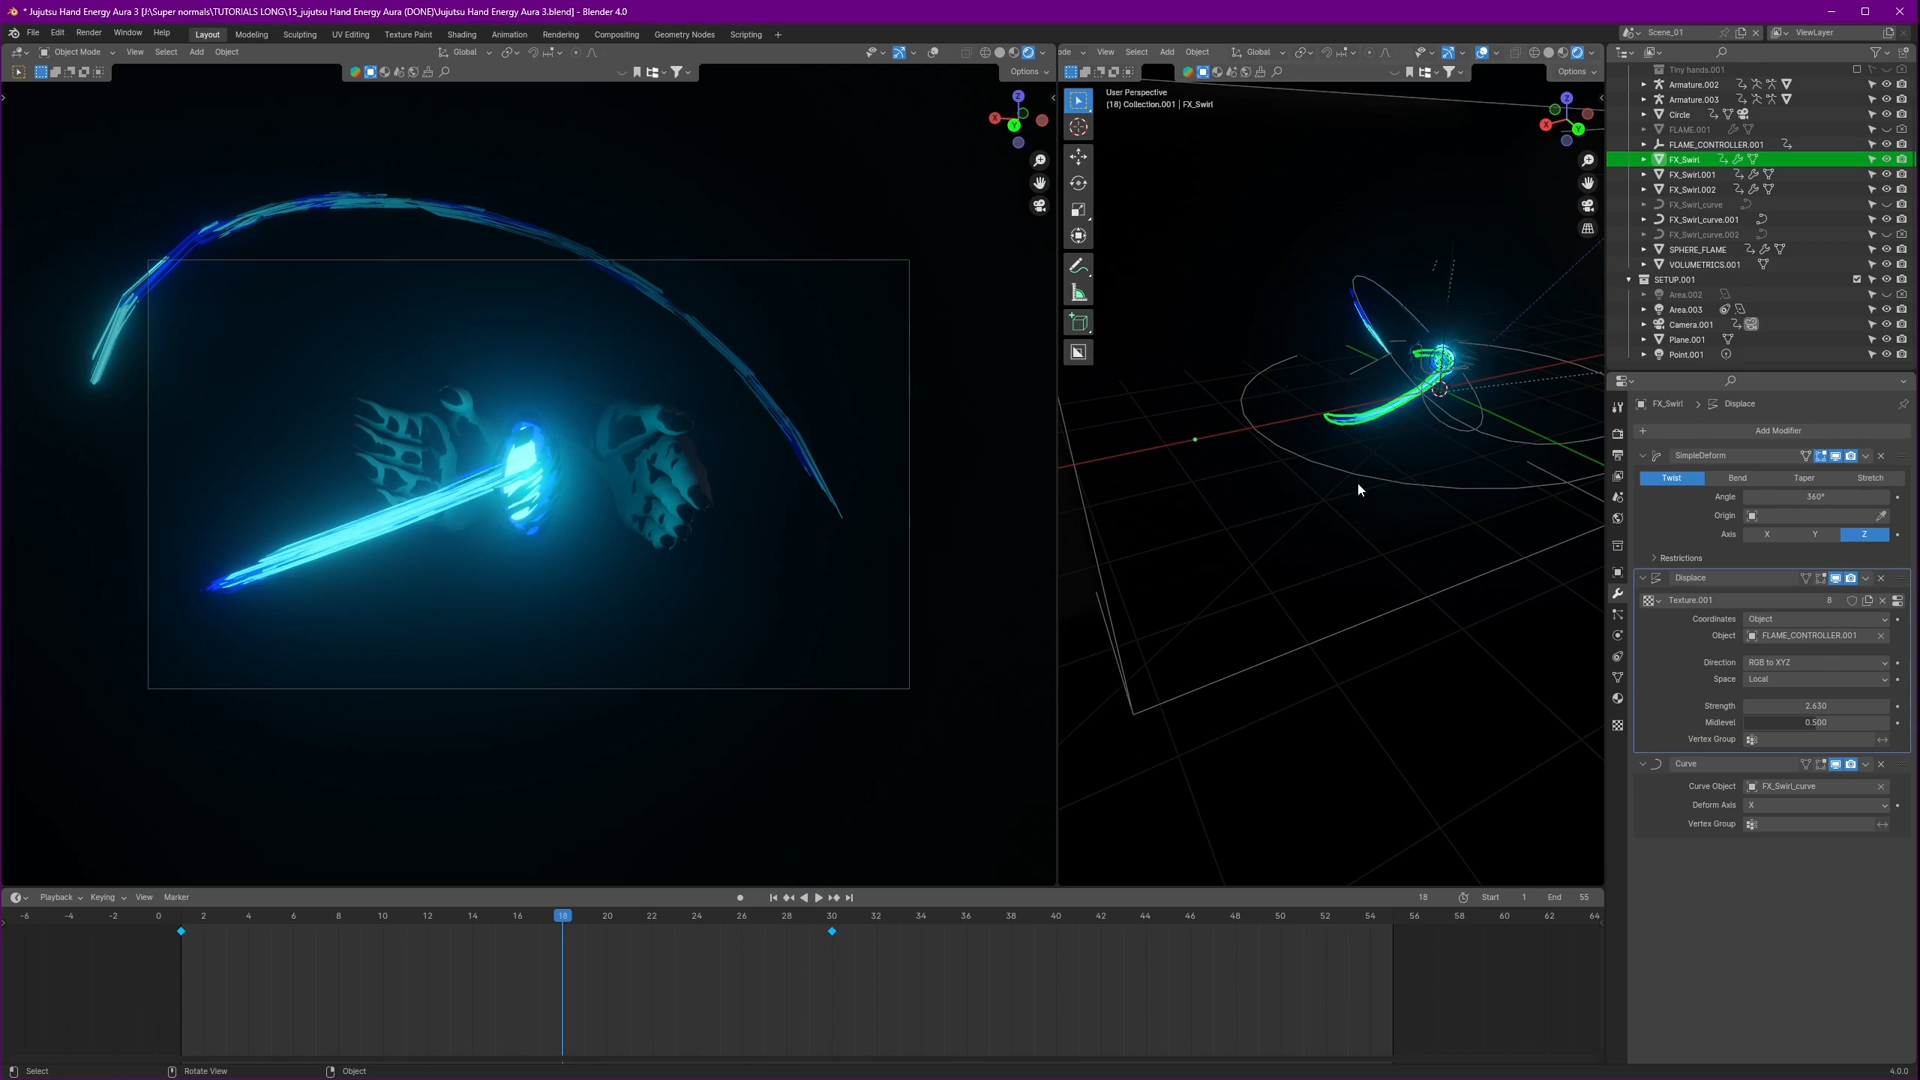 * Jujutsu Hand Energy Aura 3 [J:\Super normals\TUTORIALS LONG\15_jujutsu Hand Energy Aura (DONE)\Jujutsu Hand Energy Aura 3.blend] - Blender 4.0
File Edit Render Window Help Layout Modeling Sculpting UV Editing Texture Paint Shading Animation Rendering Compositing Geometry Nodes Scripting + Scene_01 ViewLayer
Object Mode View Select Add Object Global
ode View Select Add Object Global
Options
Options
User Perspective
(18) Collection.001 | FX_Swirl
Z
X
Y
Z
X
Y
Tiny hands.001
Armature.002
Armature.003
Circle
FLAME.001
FLAME_CONTROLLER.001
FX_Swirl
FX_Swirl.001
FX_Swirl.002
FX_Swirl_curve
FX_Swirl_curve.001
FX_Swirl_curve.002
SPHERE_FLAME
VOLUMETRICS.001
SETUP.001
Area.002
Area.003
Camera.001
Plane.001
Point.001
FX_Swirl > Displace
+ Add Modifier
SimpleDeform
Twist Bend Taper Stretch
Angle 360°
Origin
Axis X Y Z
Restrictions
Displace
Texture.001 8
Coordinates Object
Object FLAME_CONTROLLER.001
Direction RGB to XYZ
Space Local
Strength 2.630
Midlevel 0.500
Vertex Group
Curve
Curve Object FX_Swirl_curve
Deform Axis X
Vertex Group
Playback Keying View Marker 18 Start 1 End 55
-6 -4 -2 0 2 4 6 8 10 12 14 16 18 20 22 24 26 28 30 32 34 36 38 40 42 44 46 48 50 52 54 56 58 60 62 64
Select Rotate View Object 4.0.0